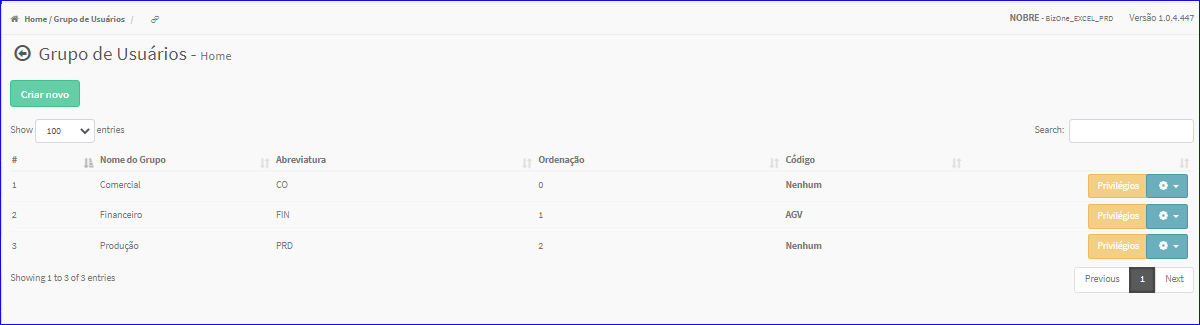 Home / Grupo de Usuários / NOBRE - BizOne_EXCEL_PRD Versão 1.0.4.447
Grupo de Usuários - Home
Criar novo
Show 100 entries Search:
# Nome do Grupo Abreviatura Ordenação Código
1 Comercial CO 0 Nenhum Privilégios
2 Financeiro FIN 1 AGV Privilégios
3 Produção PRD 2 Nenhum Privilégios
Showing 1 to 3 of 3 entries Previous 1 Next